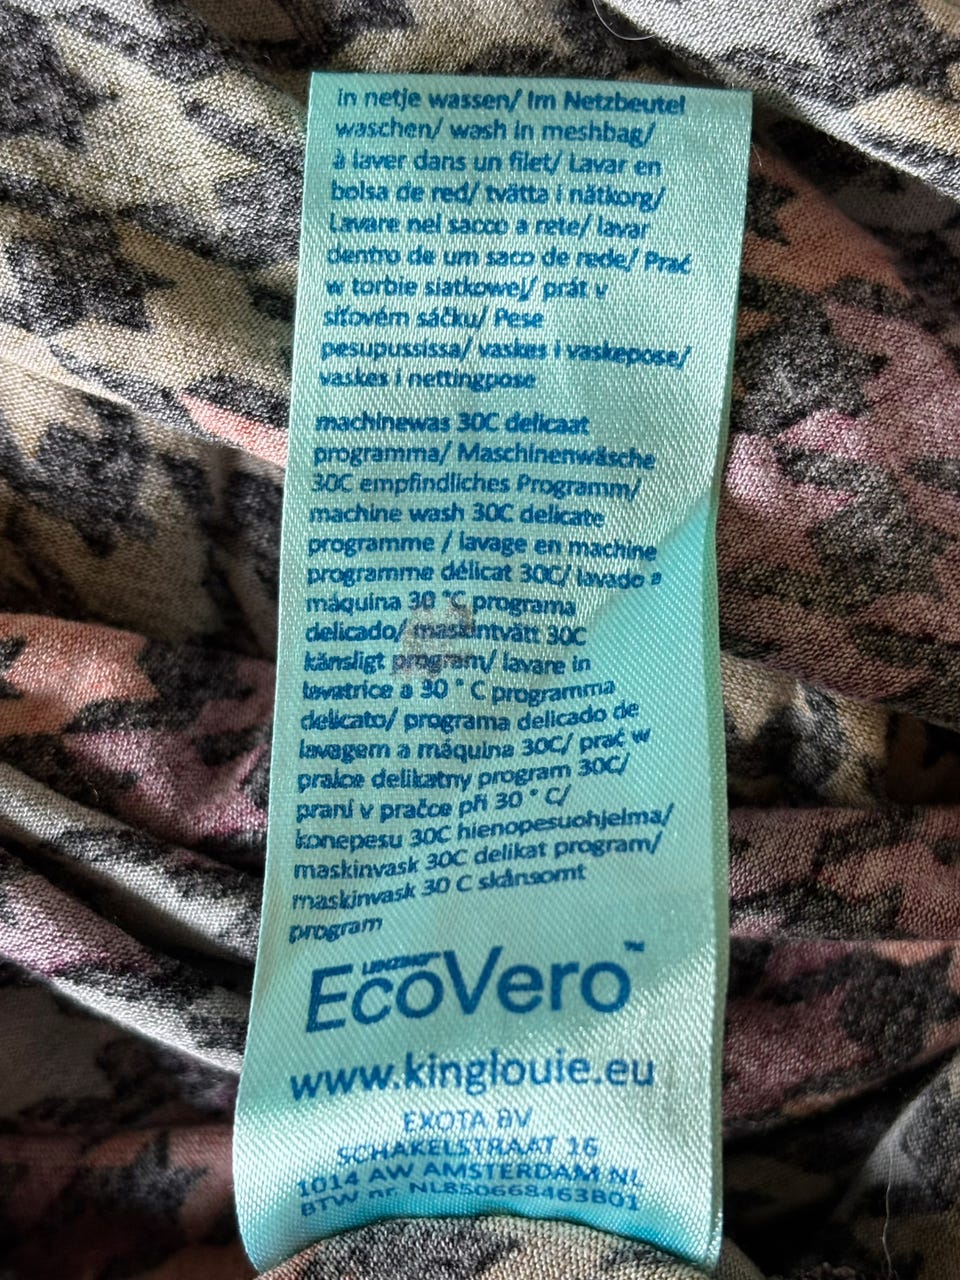 in netje wassen/ Im Netzbeutel
waschen/ wash in meshbag/
à laver dans un filet/ Lavar en
bolsa de red/ tvätta i nätkorg/
Lavare nel sacco a rete/ lavar
dentro de um saco de rede/ Prać
w torbie siatkowej/ prát v
síťovém sáčku/ Pese
pesupussissa/ vaskes i vaskepose/
vaskes i nettingpose
machinewas 30C delicaat
programma/ Maschinenwäsche
30C empfindliches Programm/
machine wash 30C delicate
programme / lavage en machine
programme délicat 30C/ lavado a
máquina 30 °C programa
delicado/ maskintvätt 30C
känsligt program/ lavare in
lavatrice a 30 ° C programma
delicato/ programa delicado de
lavagem a máquina 30C/ prać w
pralce delikatny program 30C/
praní v pračce při 30 ° C/
konepesu 30C hienopesuohjelma/
maskinvask 30C delikat program/
maskinvask 30 C skånsomt
program
LENZING™
EcoVero™
www.kinglouie.eu
EXOTA BV
SCHAKELSTRAAT 16
1014 AW AMSTERDAM NL
BTW nr. NL850668463B01